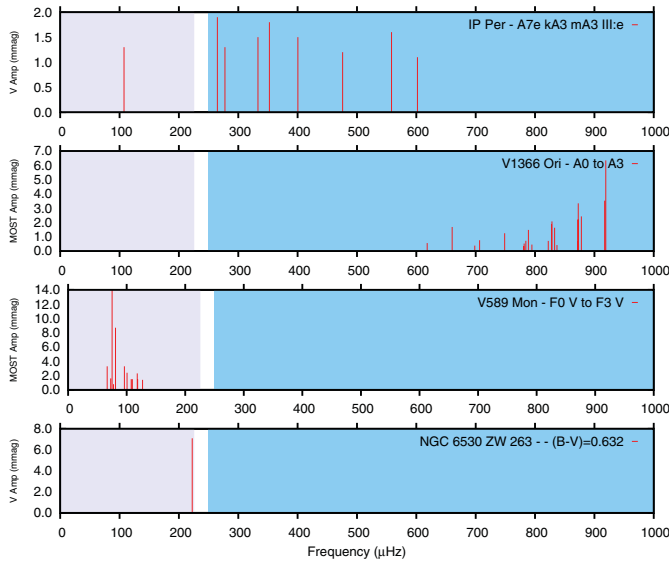 V Amp (mmag)
2.0
1.5
1.0
0.5
0.0
IP Per - A7e kA3 mA3 III:e
0 100 200 300 400 500 600 700 800 900 1000
MOST Amp (mmag)
7.0
6.0
5.0
4.0
3.0
2.0
1.0
0.0
V1366 Ori - A0 to A3
0 100 200 300 400 500 600 700 800 900 1000
MOST Amp (mmag)
14.0
12.0
10.0
8.0
6.0
4.0
2.0
0.0
V589 Mon - F0 V to F3 V
0 100 200 300 400 500 600 700 800 900 1000
V Amp (mmag)
8.0
6.0
4.0
2.0
0.0
NGC 6530 ZW 263 - - (B-V)=0.632
0 100 200 300 400 500 600 700 800 900 1000
Frequency (μHz)